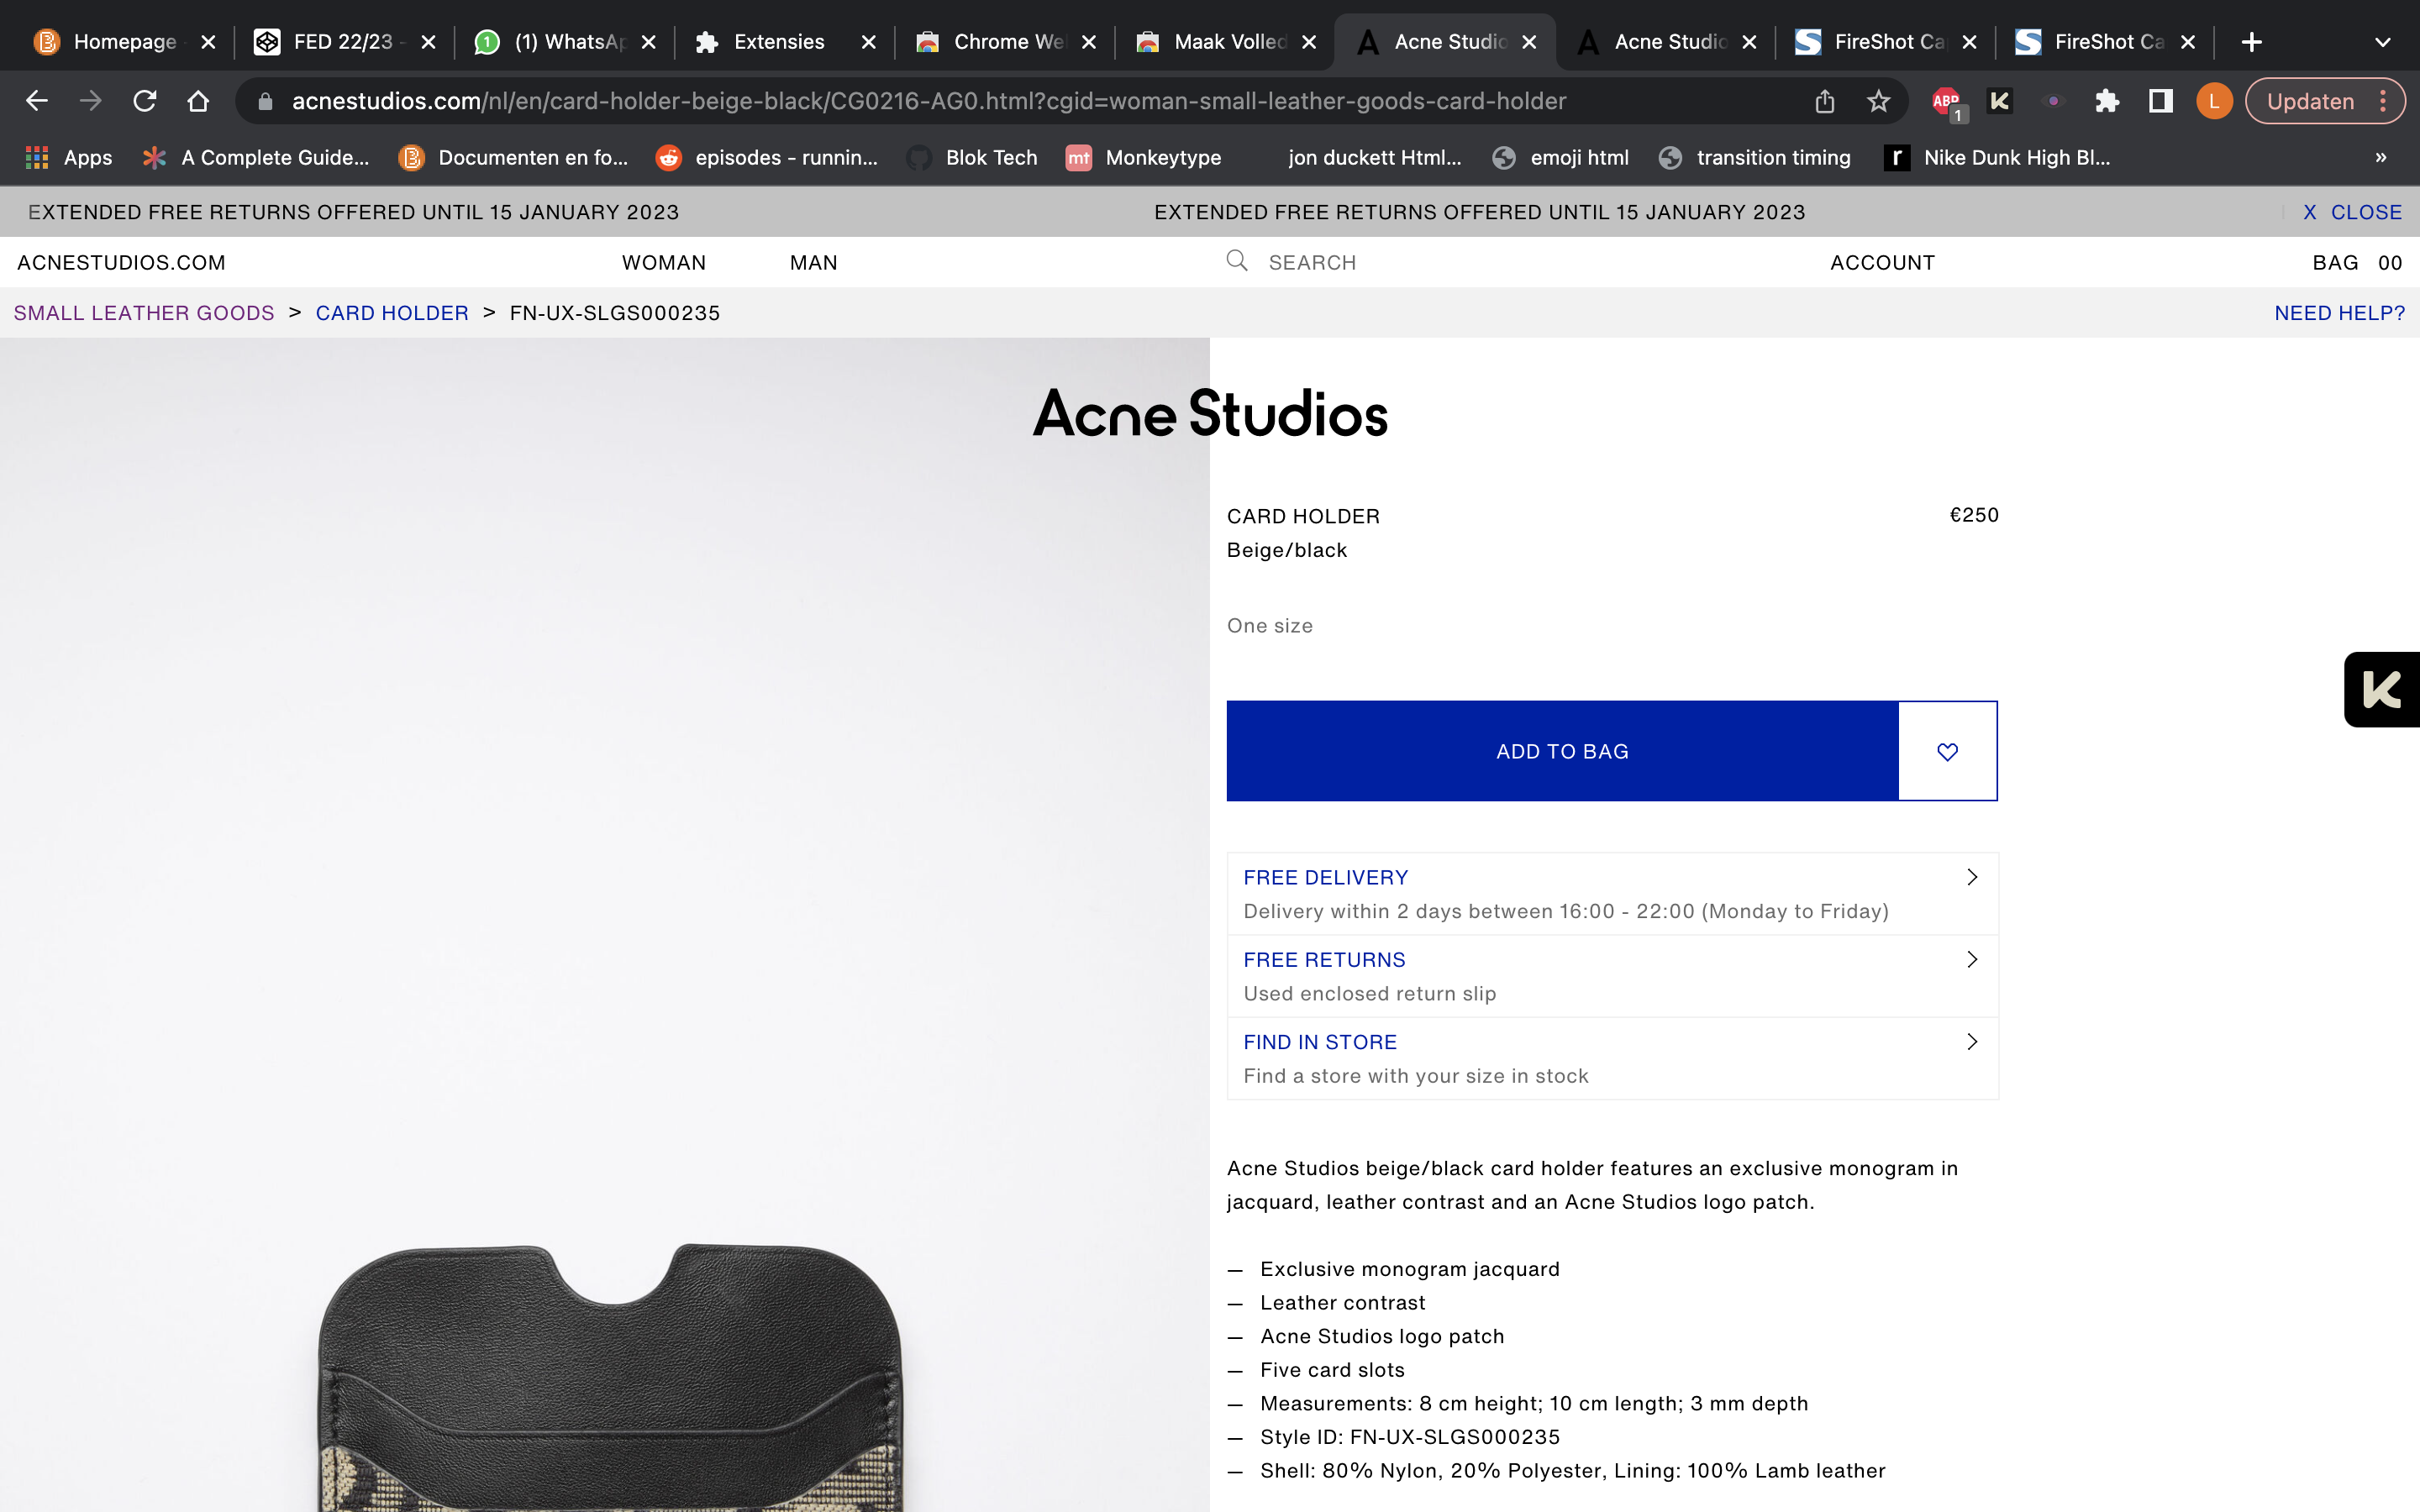 Homepage
FED 22/23 -
(1) WhatsAp
Extensies
Chrome We
Maak Volled
Acne Studio
Acne Studio
FireShot Ca
FireShot Ca
acnestudios.com/nl/en/card-holder-beige-black/CG0216-AG0.html?cgid=woman-small-leather-goods-card-holder
ABP
1
L
Updaten
Apps
A Complete Guide...
Documenten en fo...
episodes - runnin...
Blok Tech
mt
Monkeytype
jon duckett Html...
emoji html
transition timing
r
Nike Dunk High Bl...
»
EXTENDED FREE RETURNS OFFERED UNTIL 15 JANUARY 2023
EXTENDED FREE RETURNS OFFERED UNTIL 15 JANUARY 2023
X CLOSE
ACNESTUDIOS.COM
WOMAN
MAN
SEARCH
ACCOUNT
BAG 00
SMALL LEATHER GOODS > CARD HOLDER > FN-UX-SLGS000235
NEED HELP?
Acne Studios
CARD HOLDER
€250
Beige/black
One size
K
ADD TO BAG
FREE DELIVERY
Delivery within 2 days between 16:00 - 22:00 (Monday to Friday)
FREE RETURNS
Used enclosed return slip
FIND IN STORE
Find a store with your size in stock
Acne Studios beige/black card holder features an exclusive monogram in
jacquard, leather contrast and an Acne Studios logo patch.
— Exclusive monogram jacquard
— Leather contrast
— Acne Studios logo patch
— Five card slots
— Measurements: 8 cm height; 10 cm length; 3 mm depth
— Style ID: FN-UX-SLGS000235
— Shell: 80% Nylon, 20% Polyester, Lining: 100% Lamb leather